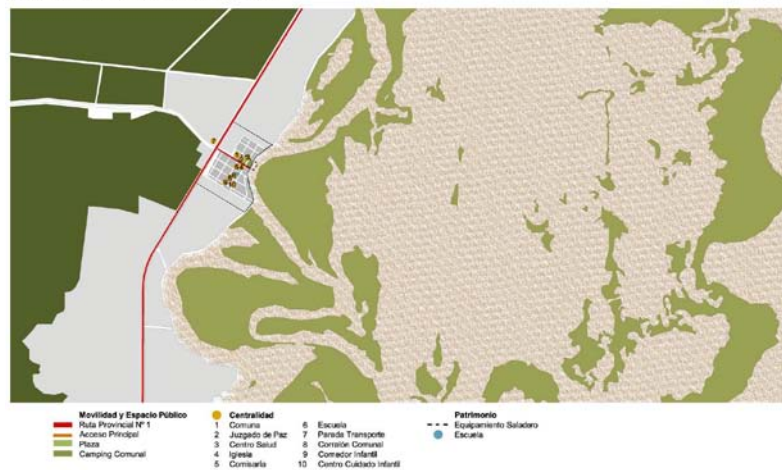 Movilidad y Espacio Público
Ruta Provincial Nº 1
Acceso Principal
Plaza
Camping Comunal
Centralidad
1 Comuna
2 Juzgado de Paz
3 Centro Salud
4 Iglesia
5 Comisaría
6 Escuela
7 Parada Transporte
8 Corralón Comunal
9 Comedor Infantil
10 Centro Cuidado Infantil
Patrimonio
Equipamiento Saladero
Escuela